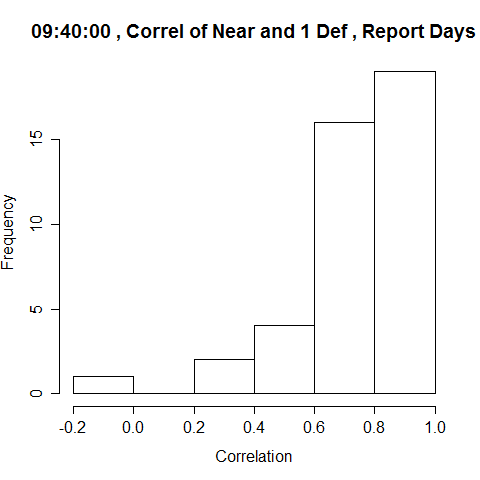 09:40:00 , Correl of Near and 1 Def , Report Days
Frequency
15
10
5
0
-0.2 0.0 0.2 0.4 0.6 0.8 1.0
Correlation